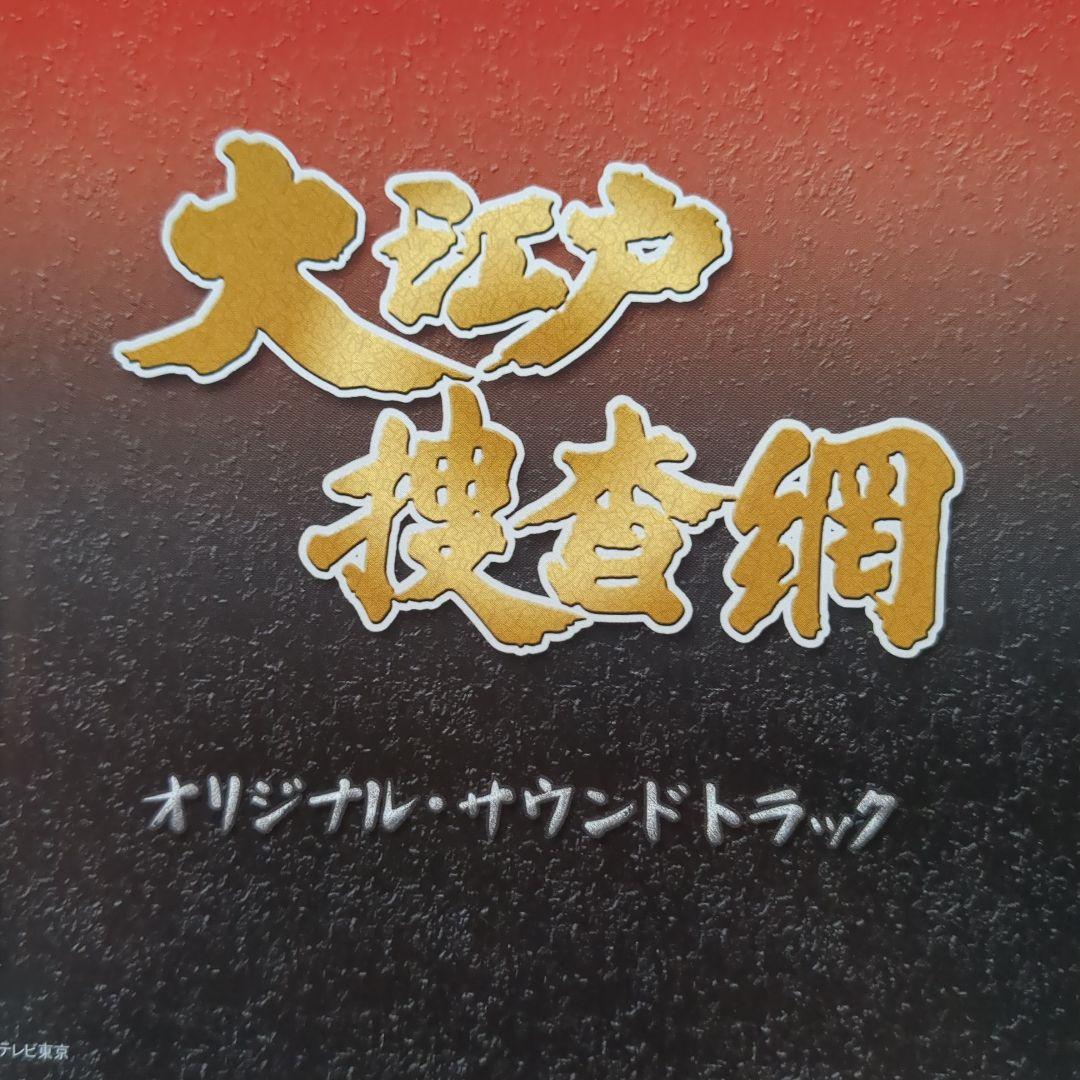 大江戸
捜査網
オリジナル・サウンドトラック
テレビ東京